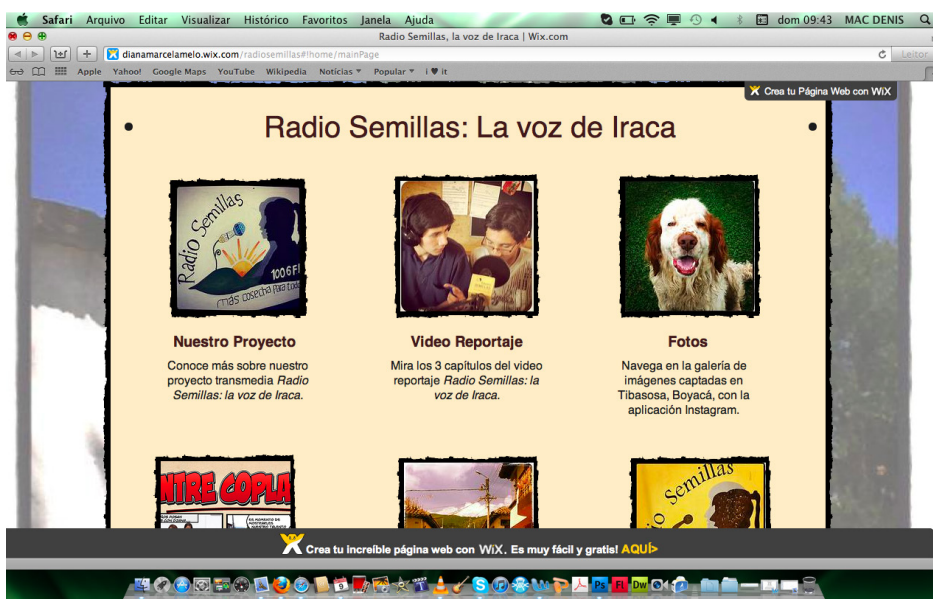 Safari Arquivo Editar Visualizar Histórico Favoritos Janela Ajuda dom 09:43 MAC DENIS
Radio Semillas, la voz de Iraca | Wix.com
dianamarcelamelo.wix.com/radiosemillas#!home/mainPage
Leitor
Apple Yahoo! Google Maps YouTube Wikipedia Notícias Popular i ♥ it
Crea tu Página Web con WiX
Radio Semillas: La voz de Iraca
Radio Semillas
100.6 F
más cosecha para todo
Nuestro Proyecto
Conoce más sobre nuestro
proyecto transmedia Radio
Semillas: la voz de Iraca.
Video Reportaje
Mira los 3 capítulos del video
reportaje Radio Semillas: la
voz de Iraca.
Fotos
Navega en la galería de
imágenes captadas en
Tibasosa, Boyacá, con la
aplicación Instagram.
NTRE COPLA
Semillas
Crea tu increíble página web con WiX. Es muy fácil y gratis! AQUÍ>
Ps FL Dw